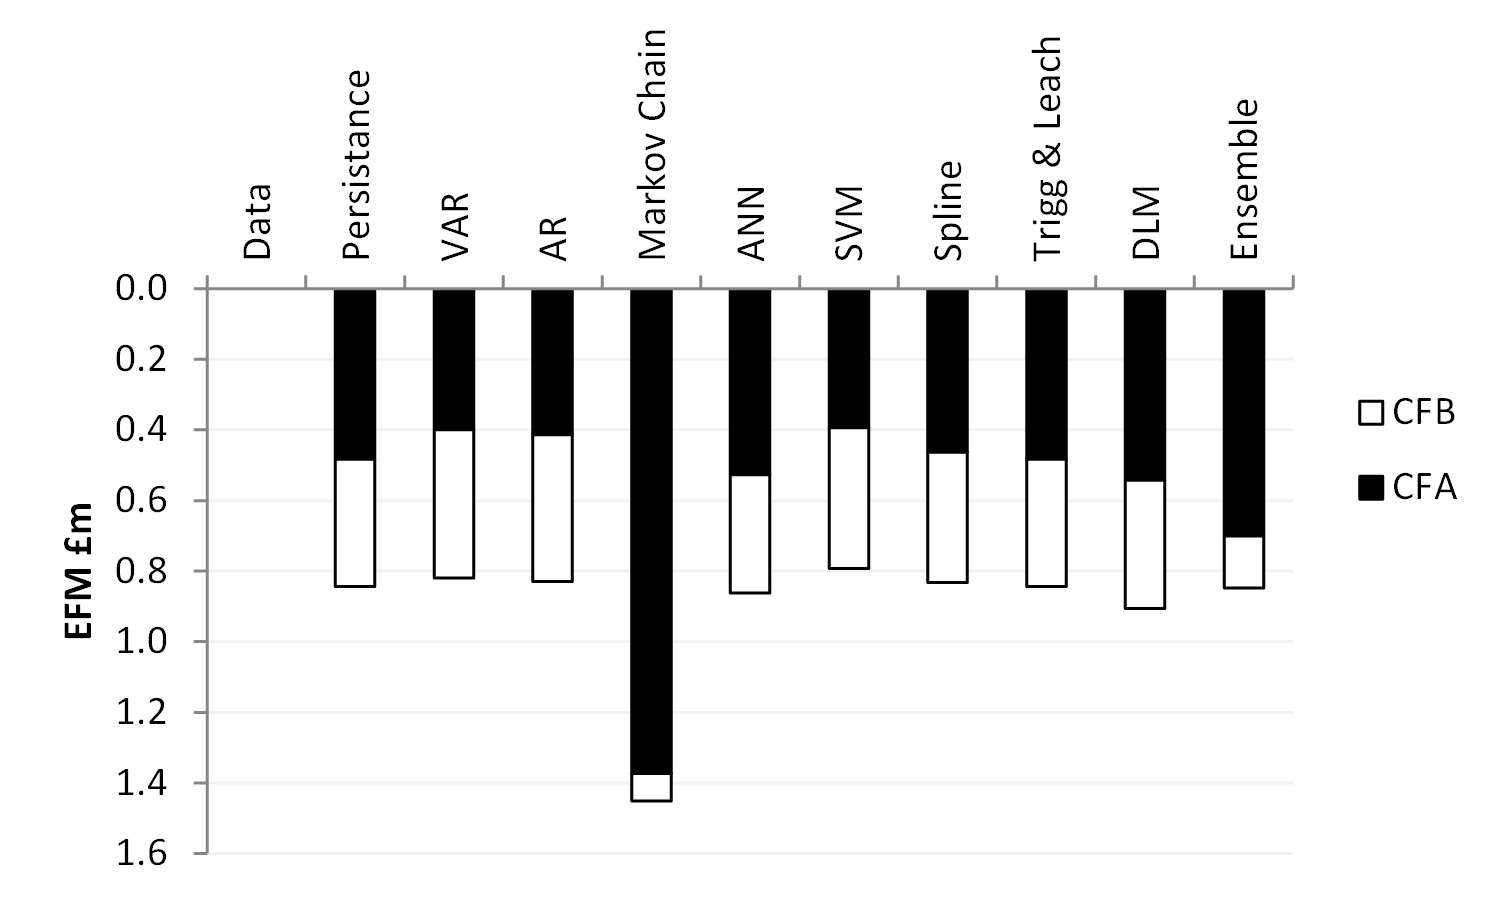 Data
Persistance
VAR
AR
Markov Chain
ANN
SVM
Spline
Trigg & Leach
DLM
Ensemble
0.0
0.2
0.4
0.6
0.8
1.0
1.2
1.4
1.6
EFM £m
CFB
CFA